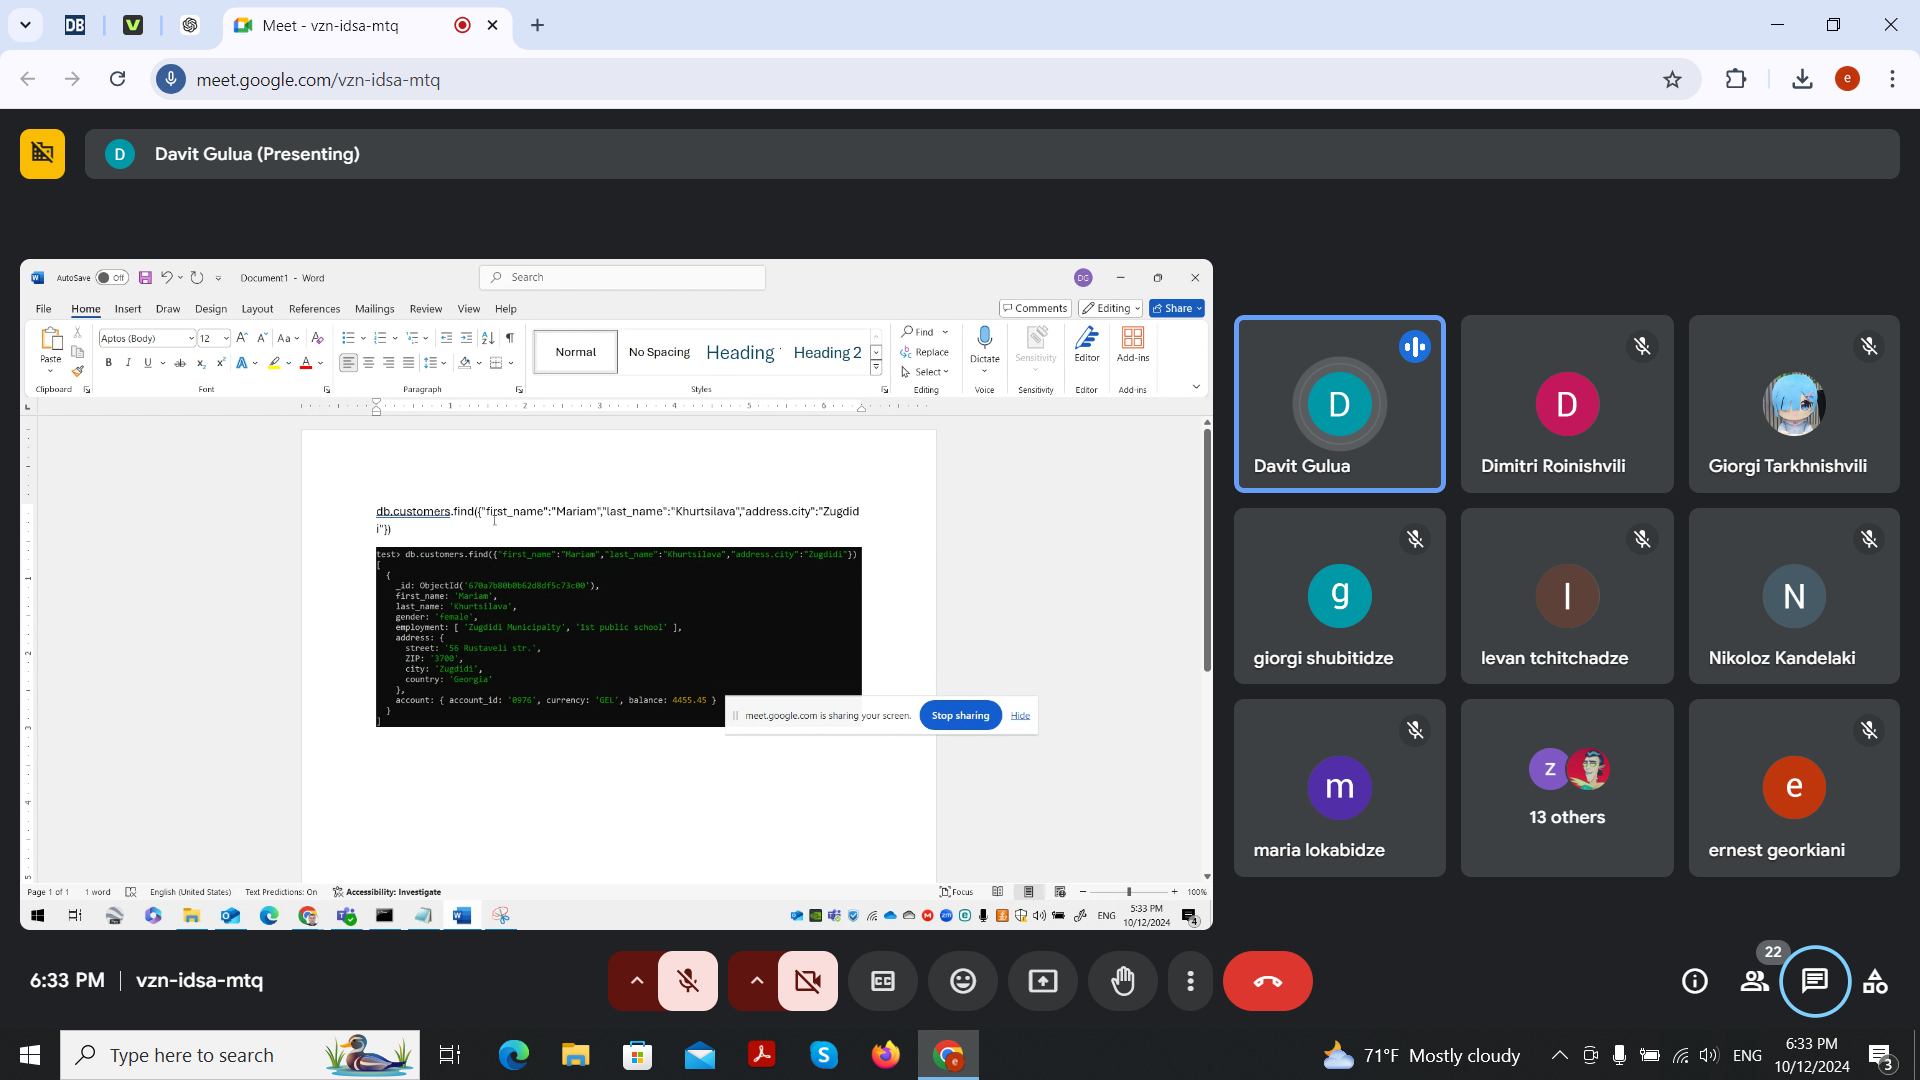 Meet - vzn-idsa-mtq
meet.google.com/vzn-idsa-mtq
e
D
Davit Gulua (Presenting)
AutoSave Off
Document1 - Word
Search
DG
File Home Insert Draw Design Layout References Mailings Review View Help
Comments Editing Share
Paste
Aptos (Body) 12
Normal
No Spacing
Heading
Heading 2
Find
Replace
Select
Dictate
Sensitivity
Editor
Add-ins
Clipboard
Font
Paragraph
Styles
Editing
Voice
Sensitivity
Editor
Add-ins
db.customers.find({"first_name":"Mariam","last_name":"Khurtsilava","address.city":"Zugdid
i"})
test> db.customers.find({"first_name":"Mariam","last_name":"Khurtsilava","address.city":"Zugdidi"})
[
{
_id: ObjectId('670a7b80b0b62d8df5c73c00'),
first_name: 'Mariam',
last_name: 'Khurtsilava',
gender: 'female',
employment: [ 'Zugdidi Municipalty', '1st public school' ],
address: {
street: '56 Rustaveli str.',
ZIP: '3700',
city: 'Zugdidi',
country: 'Georgia'
},
account: { account_id: '0976', currency: 'GEL', balance: 4455.45 }
}
]
meet.google.com is sharing your screen.
Stop sharing
Hide
Page 1 of 1
1 word
English (United States)
Text Predictions: On
Accessibility: Investigate
Focus
100%
ENG
5:33 PM
10/12/2024
4
D
Davit Gulua
D
Dimitri Roinishvili
Giorgi Tarkhnishvili
g
giorgi shubitidze
l
levan tchitchadze
N
Nikoloz Kandelaki
m
maria lokabidze
z
13 others
e
ernest georkiani
6:33 PM
vzn-idsa-mtq
22
Type here to search
71°F Mostly cloudy
ENG
6:33 PM
10/12/2024
3